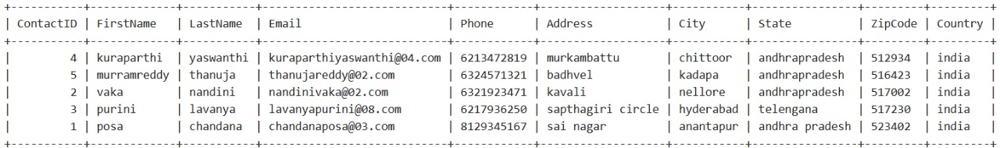 +-----------+-------------+-----------+--------------------------+------------+-------------------+-----------+----------------+---------+---------+
| ContactID | FirstName   | LastName  | Email                    | Phone      | Address           | City      | State          | ZipCode | Country |
+-----------+-------------+-----------+--------------------------+------------+-------------------+-----------+----------------+---------+---------+
|         4 | kuraparthi  | yaswanthi | kuraparthiyaswanthi@04.com | 6213472819 | murkambattu       | chittoor  | andhrapradesh  | 512934  | india   |
|         5 | murramreddy | thanuja   | thanujareddy@02.com      | 6324571321 | badhvel           | kadapa    | andhrapradesh  | 516423  | india   |
|         2 | vaka        | nandini   | nandinivaka@02.com       | 6321923471 | kavali            | nellore   | andhrapradesh  | 517002  | india   |
|         3 | purini      | lavanya   | lavanyapurini@08.com     | 6217936250 | sapthagiri circle | hyderabad | telengana      | 517230  | india   |
|         1 | posa        | chandana  | chandanaposa@03.com      | 8129345167 | sai nagar         | anantapur | andhra pradesh | 523402  | india   |
+-----------+-------------+-----------+--------------------------+------------+-------------------+-----------+----------------+---------+---------+